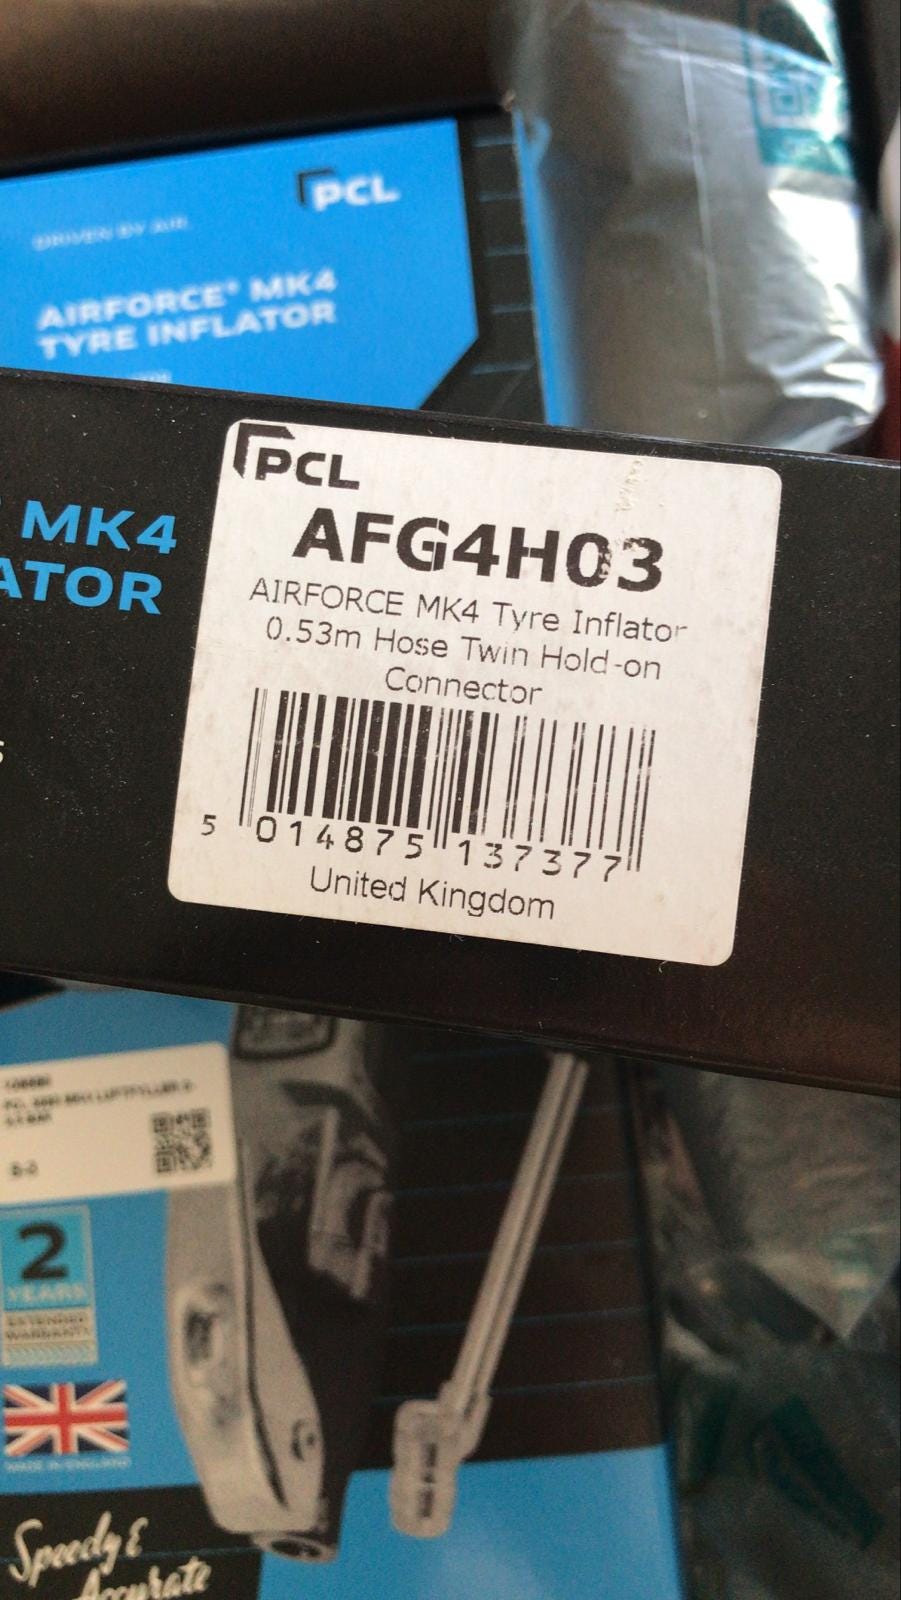 PCL
DRIVEN BY AIR.
AIRFORCE® MK4
TYRE INFLATOR
MK4
ATOR
S
PCL
AFG4H03
AIRFORCE MK4 Tyre Inflator
0.53m Hose Twin Hold-on
Connector
5 014875 137377
United Kingdom
2
YEARS
EXTENDED
WARRANTY
MADE IN ENGLAND
Speedy &
Accurate